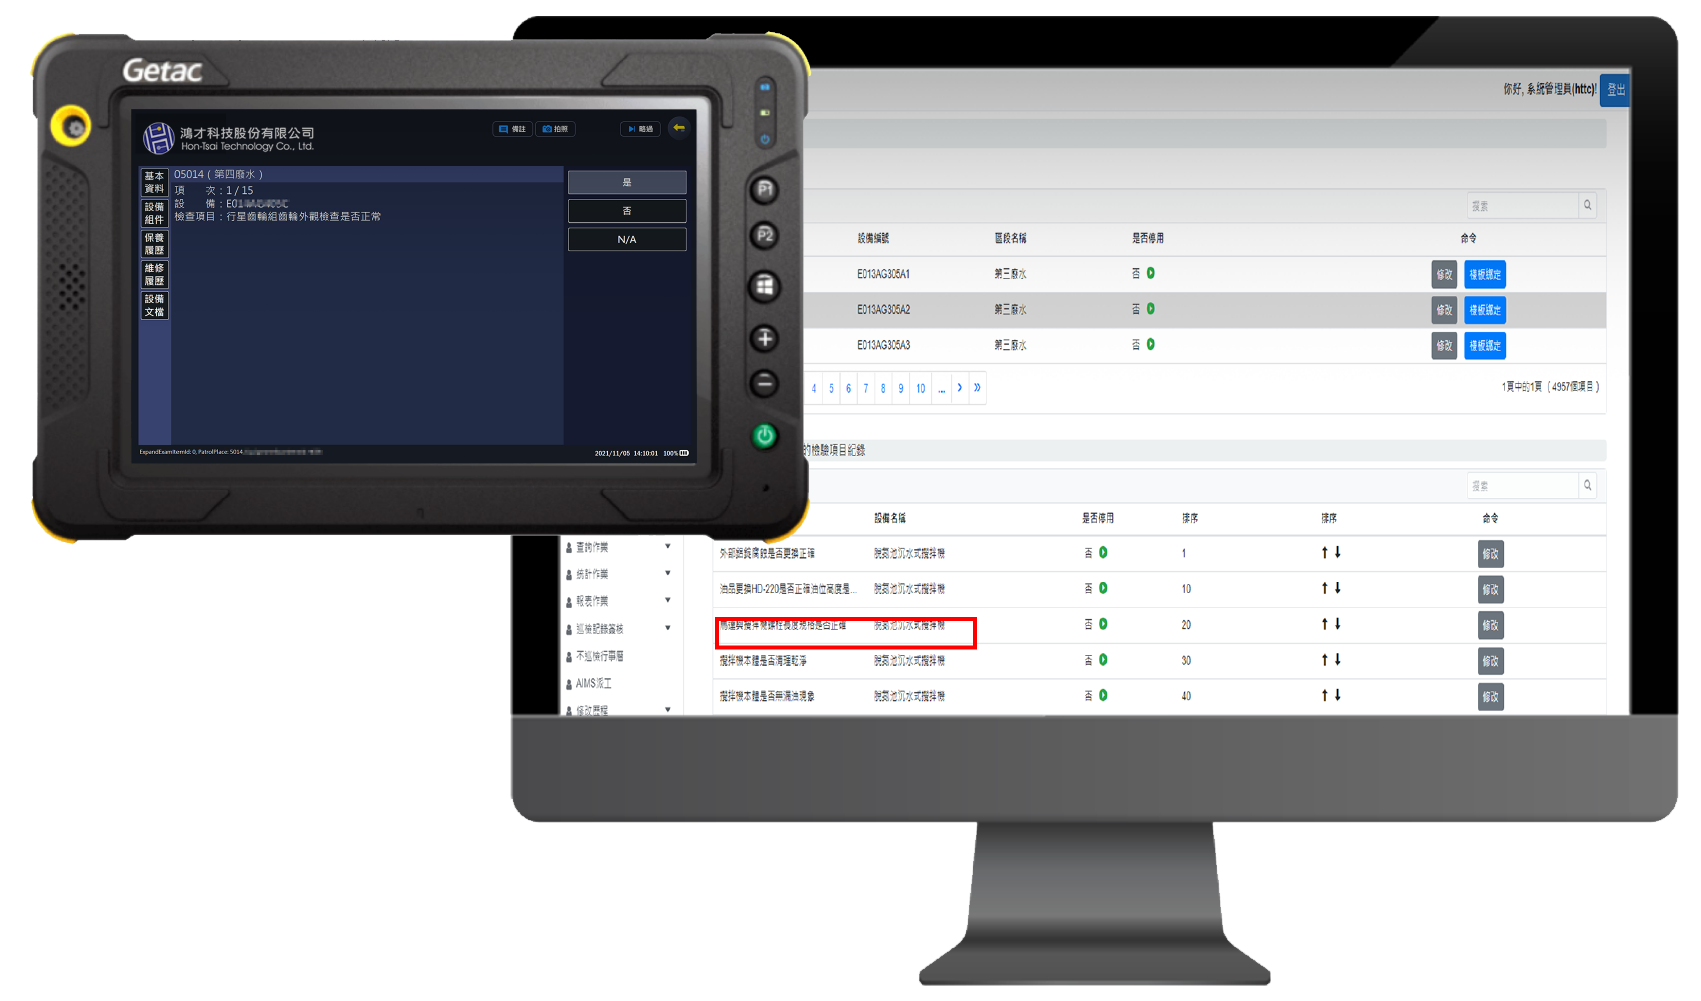 Getac
鴻才科技股份有限公司
Hon-Tsai Technology Co., Ltd.
備註
拍照
略過
基本
資料
設備
組件
保養
履歷
維修
履歷
設備
文檔
05014 ( 第四廢水 )
項 次 : 1 / 15
設 備 :
檢查項目 : 行星齒輪組齒輪外觀檢查是否正常
是
否
N/A
ExpandExamItemId: 0, PatrolPlace: 5014,
2021/11/06 14:10:01 100%
P1
P2
你好, 系統管理員(httc)!
登出
搜索
設備編號 區段名稱 是否停用 命令
E013AG305A1 第三廢水 否 修改 樣板綁定
E013AG305A2 第三廢水 否 修改 樣板綁定
E013AG305A3 第三廢水 否 修改 樣板綁定
4 5 6 7 8 9 10 ... › »
1頁中的1頁 ( 4957個項目 )
的檢驗項目紀錄
搜索
設備名稱 是否停用 排序 排序 命令
是否更換正確 脫氮池沉水式攪拌機 否 1 修改
油品更換HD-220是否正確油位高度是... 脫氮池沉水式攪拌機 否 10 修改
馬達與攪拌機螺栓長度規格是否正確 脫氮池沉水式攪拌機 否 20 修改
攪拌機本體是否清理乾淨 脫氮池沉水式攪拌機 否 30 修改
攪拌機本體是否無漏油現象 脫氮池沉水式攪拌機 否 40 修改
查詢作業
統計作業
報表作業
巡檢記錄簽核
不巡檢行事曆
AIMS派工
修改歷程